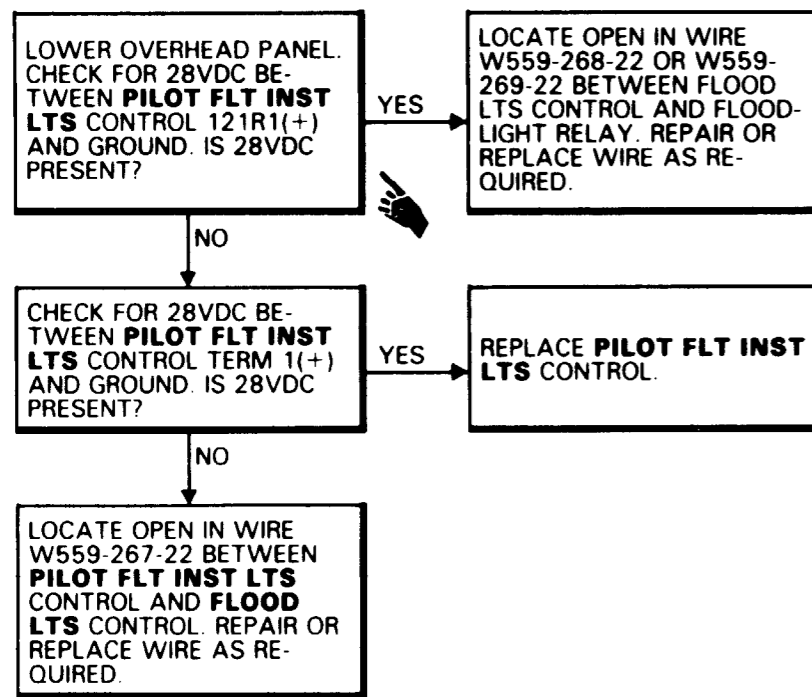 LOWER OVERHEAD PANEL.
CHECK FOR 28VDC BE-
TWEEN PILOT FLT INST
LTS CONTROL 121R1(+)
AND GROUND. IS 28VDC
PRESENT?
YES
LOCATE OPEN IN WIRE
W559-268-22 OR W559-
269-22 BETWEEN FLOOD
LTS CONTROL AND FLOOD-
LIGHT RELAY. REPAIR OR
REPLACE WIRE AS RE-
QUIRED.
NO
CHECK FOR 28VDC BE-
TWEEN PILOT FLT INST
LTS CONTROL TERM 1(+)
AND GROUND. IS 28VDC
PRESENT?
YES
REPLACE PILOT FLT INST
LTS CONTROL.
NO
LOCATE OPEN IN WIRE
W559-267-22 BETWEEN
PILOT FLT INST LTS
CONTROL AND FLOOD
LTS CONTROL. REPAIR OR
REPLACE WIRE AS RE-
QUIRED.